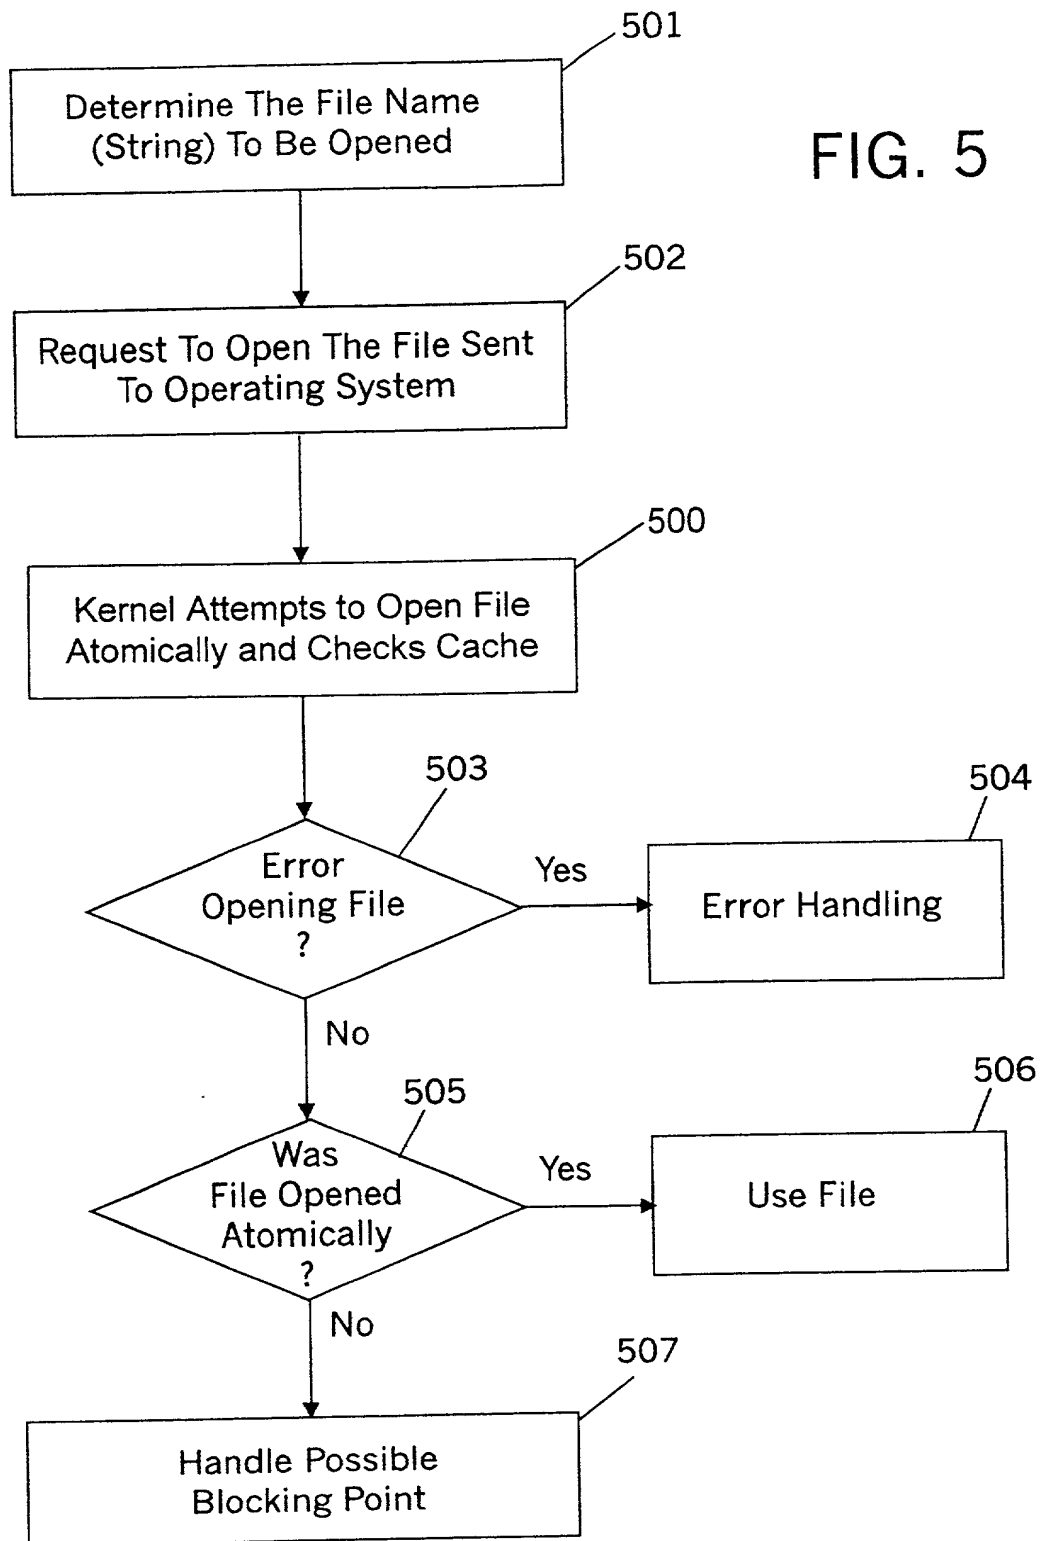 501
Determine The File Name
(String) To Be Opened
FIG. 5
502
Request To Open The File Sent
To Operating System
500
Kernel Attempts to Open File
Atomically and Checks Cache
503
Error
Opening File
?
Yes
504
Error Handling
No
505
Was
File Opened
Atomically
?
Yes
506
Use File
No
507
Handle Possible
Blocking Point